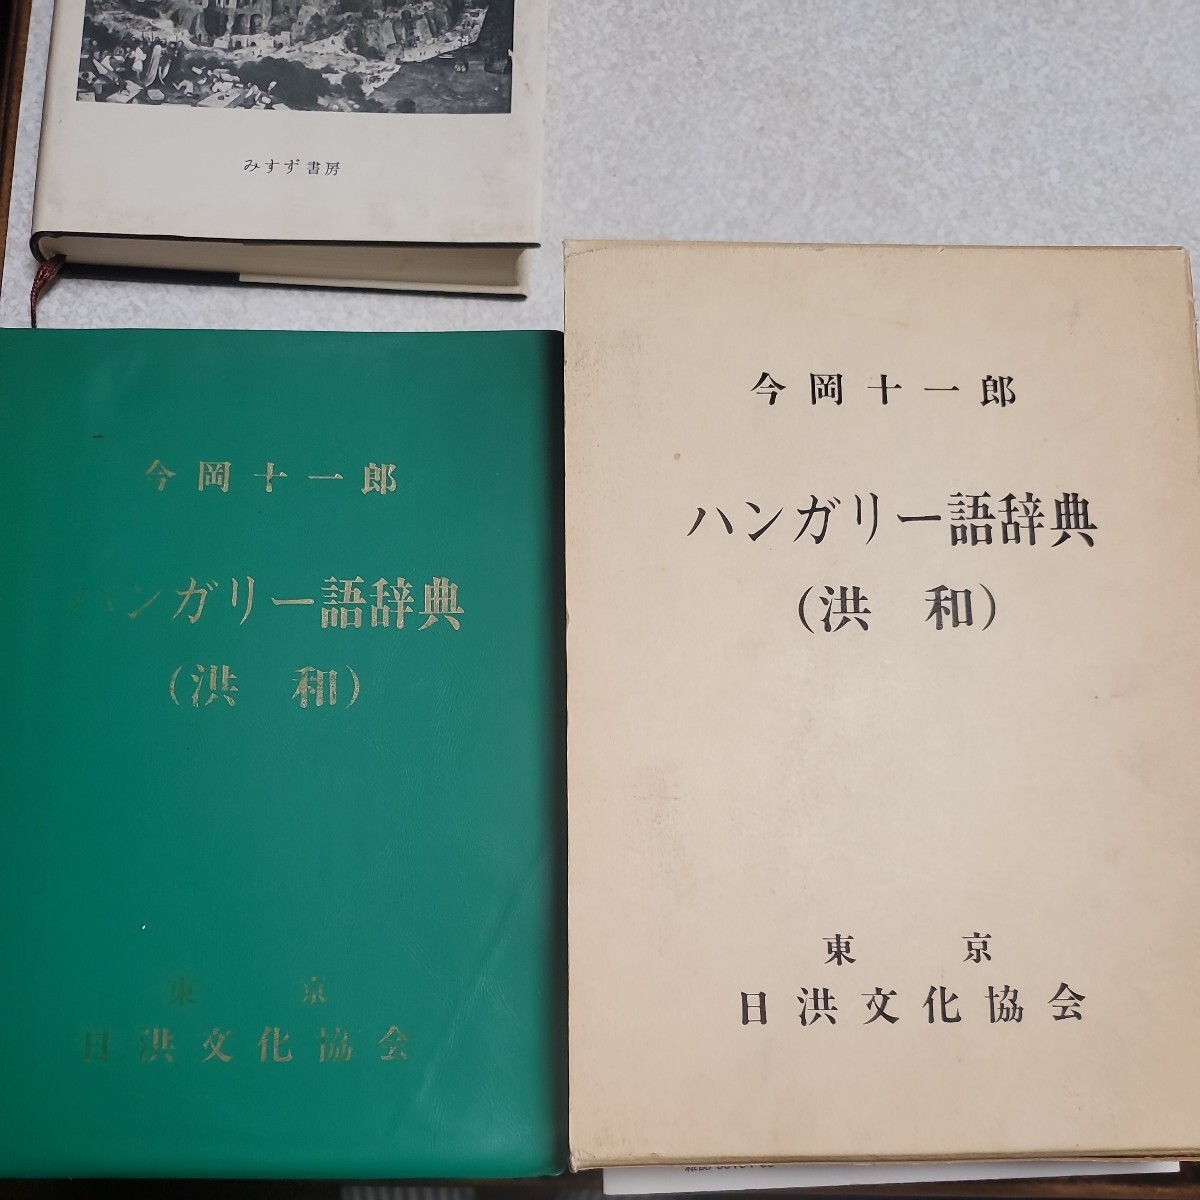 みすず書房
今岡十一郎
ハンガリー語辞典
(洪 和)
東 京
日洪文化協会
今岡十一郎
ハンガリー語辞典
(洪 和)
東 京
日洪文化協会